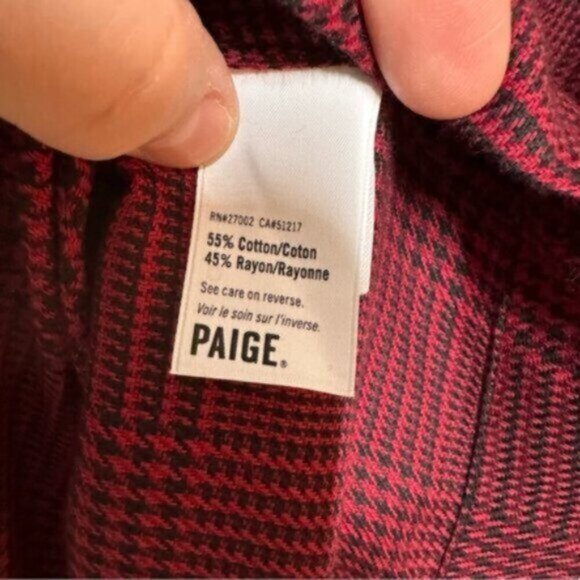 RN#27002 CA#51217
55% Cotton/Coton
45% Rayon/Rayonne
See care on reverse.
Voir le soin sur l'inverse.
PAIGE®